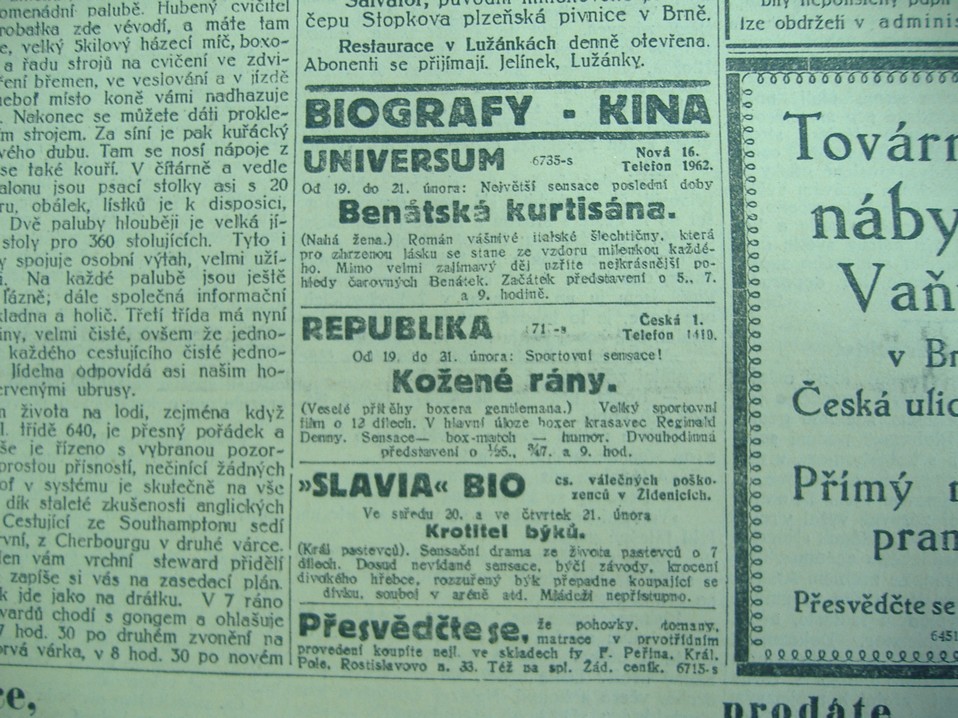 omenádní palubě. Hubený cvičitel
robatka zde vévodí, a máte tam
e, velký Skilový házecí míč, boxo-
a řadu strojů na cvičení ve zdvi-
ření břemen, ve veslování a v jízdě
neboť místo koně vámi nadhazuje
. Nakonec se můžete dáti prokle-
ím strojem. Za síní je pak kuřácký
vého dubu. Tam se nosí nápoje z
se také kouří. V čítárně a vedle
alonu jsou psací stolky asi s 20
ru, obálek, lístků je k disposici,
Dvě paluby hlouběji je velká jí-
stoly pro 360 stolujících. Tyto i
y spojuje osobní výtah, velmi uží-
Na každé palubě jsou ještě
lázně; dále společná informační
kladna a holič. Třetí třída má nyní
iny, velmi čisté, ovšem že jedno-
každého cestujícího čisté jedno-
lídelna odpovídá asi našim ho-
ervenými ubrusy.
m života na lodi, zejména když
I. třídě 640, je přesný pořádek a
še je řízeno s vybranou pozor-
prostou přísností, nečinící žádných
oť v systému je skutečně na vše
dík staleté zkušenosti anglických
Cestující ze Southamptonu sedí
rvní, z Cherbourgu v druhé várce.
len vám vrchní steward přidělí
zapíše si vás na zasedací plán.
k jde jako na drátku. V 7 ráno
vardů chodí s gongem a ohlašuje
7 hod. 30 po druhém zvonění na
rvá várka, v 8 hod. 30 po novém
ce,
Salvator, původní
čepu Stopkova plzeňská pivnice v Brně.
Restaurace v Lužánkách denně otevřena.
Abonenti se přijímají. Jelínek, Lužánky.
BIOGRAFY - KINA
UNIVERSUM 6735-s Nová 16.
Telefon 1962.
Od 19. do 21. února: Největší sensace poslední doby
Benátská kurtisána.
(Nahá žena.) Román vášnivé italské šlechtičny, která
pro zhrzenou lásku se stane ze vzdoru milenkou každé-
ho. Mimo velmi zajímavý děj uzříte nejkrásnější po-
hledy čarovných Benátek. Začátek představení o 5., 7.
a 9. hodině.
REPUBLIKA 71-s Česká 1.
Telefon 1410.
Od 19. do 31. února: Sportovní sensace!
Kožené rány.
(Veselé příběhy boxera gentlemana.) Velký sportovní
film o 12 dílech. V hlavní úloze boxer krasavec Reginald
Denny. Sensace — box-match — humor. Dvouhodinná
představení o ½5., ¾7. a 9. hod.
»SLAVIA« BIO čs. válečných poško-
zenců v Židenicích.
Ve středu 20. a ve čtvrtek 21. února
Krotitel býků.
(Král pastevců). Sensační drama ze života pastevců o 7
dílech. Dosud nevídané sensace, býčí závody, krocení
divokého hřebce, rozzuřený býk přepadne koupající se
dívku, souboj v aréně atd. Mládeži nepřístupno.
Přesvědčte se, že pohovky, otomany,
matrace v prvotřídním
provedení koupíte nejl. ve skladech fy F. Peřina, Král.
Pole, Rostislavovo n. 33. Též na spl. Žád. ceník. 6715-s
lze obdržeti v adminis
Továrn
náby
Vaň
v Br
Česká ulic
Přímý
pran
Přesvědčte se
6451
prodáte